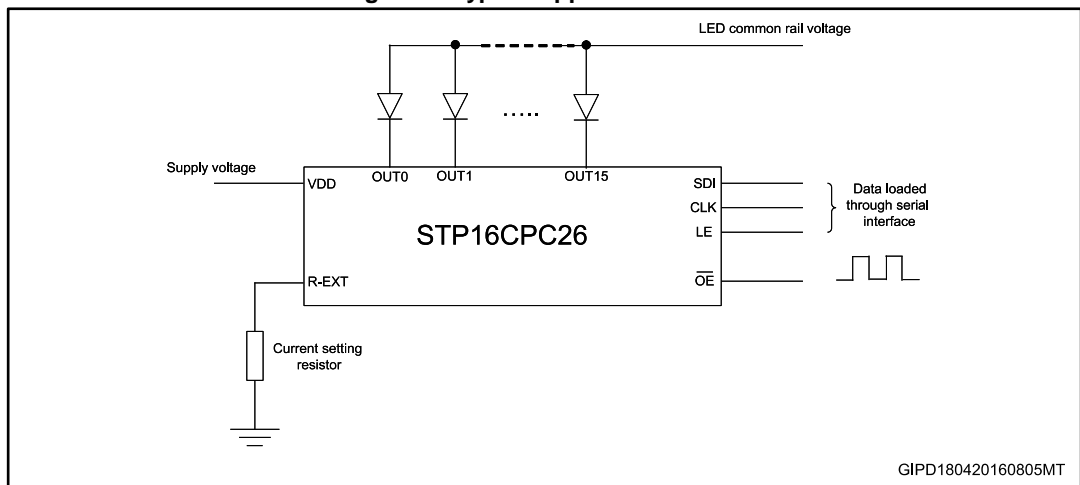 LED common rail voltage
Supply voltage
VDD
OUT0
OUT1
.....
OUT15
SDI
CLK
LE
Data loaded
through serial
interface
STP16CPC26
R-EXT
OE
Current setting
resistor
GIPD180420160805MT